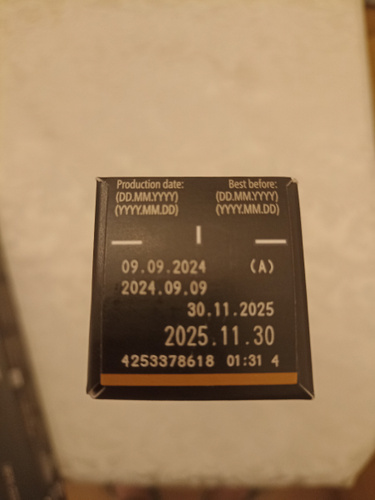 Production date: Best before:
(DD.MM.YYYY) (DD.MM.YYYY)
(YYYY.MM.DD) (YYYY.MM.DD)
09.09.2024 (A)
2024.09.09
30.11.2025
2025.11.30
4253378618 01:31 4